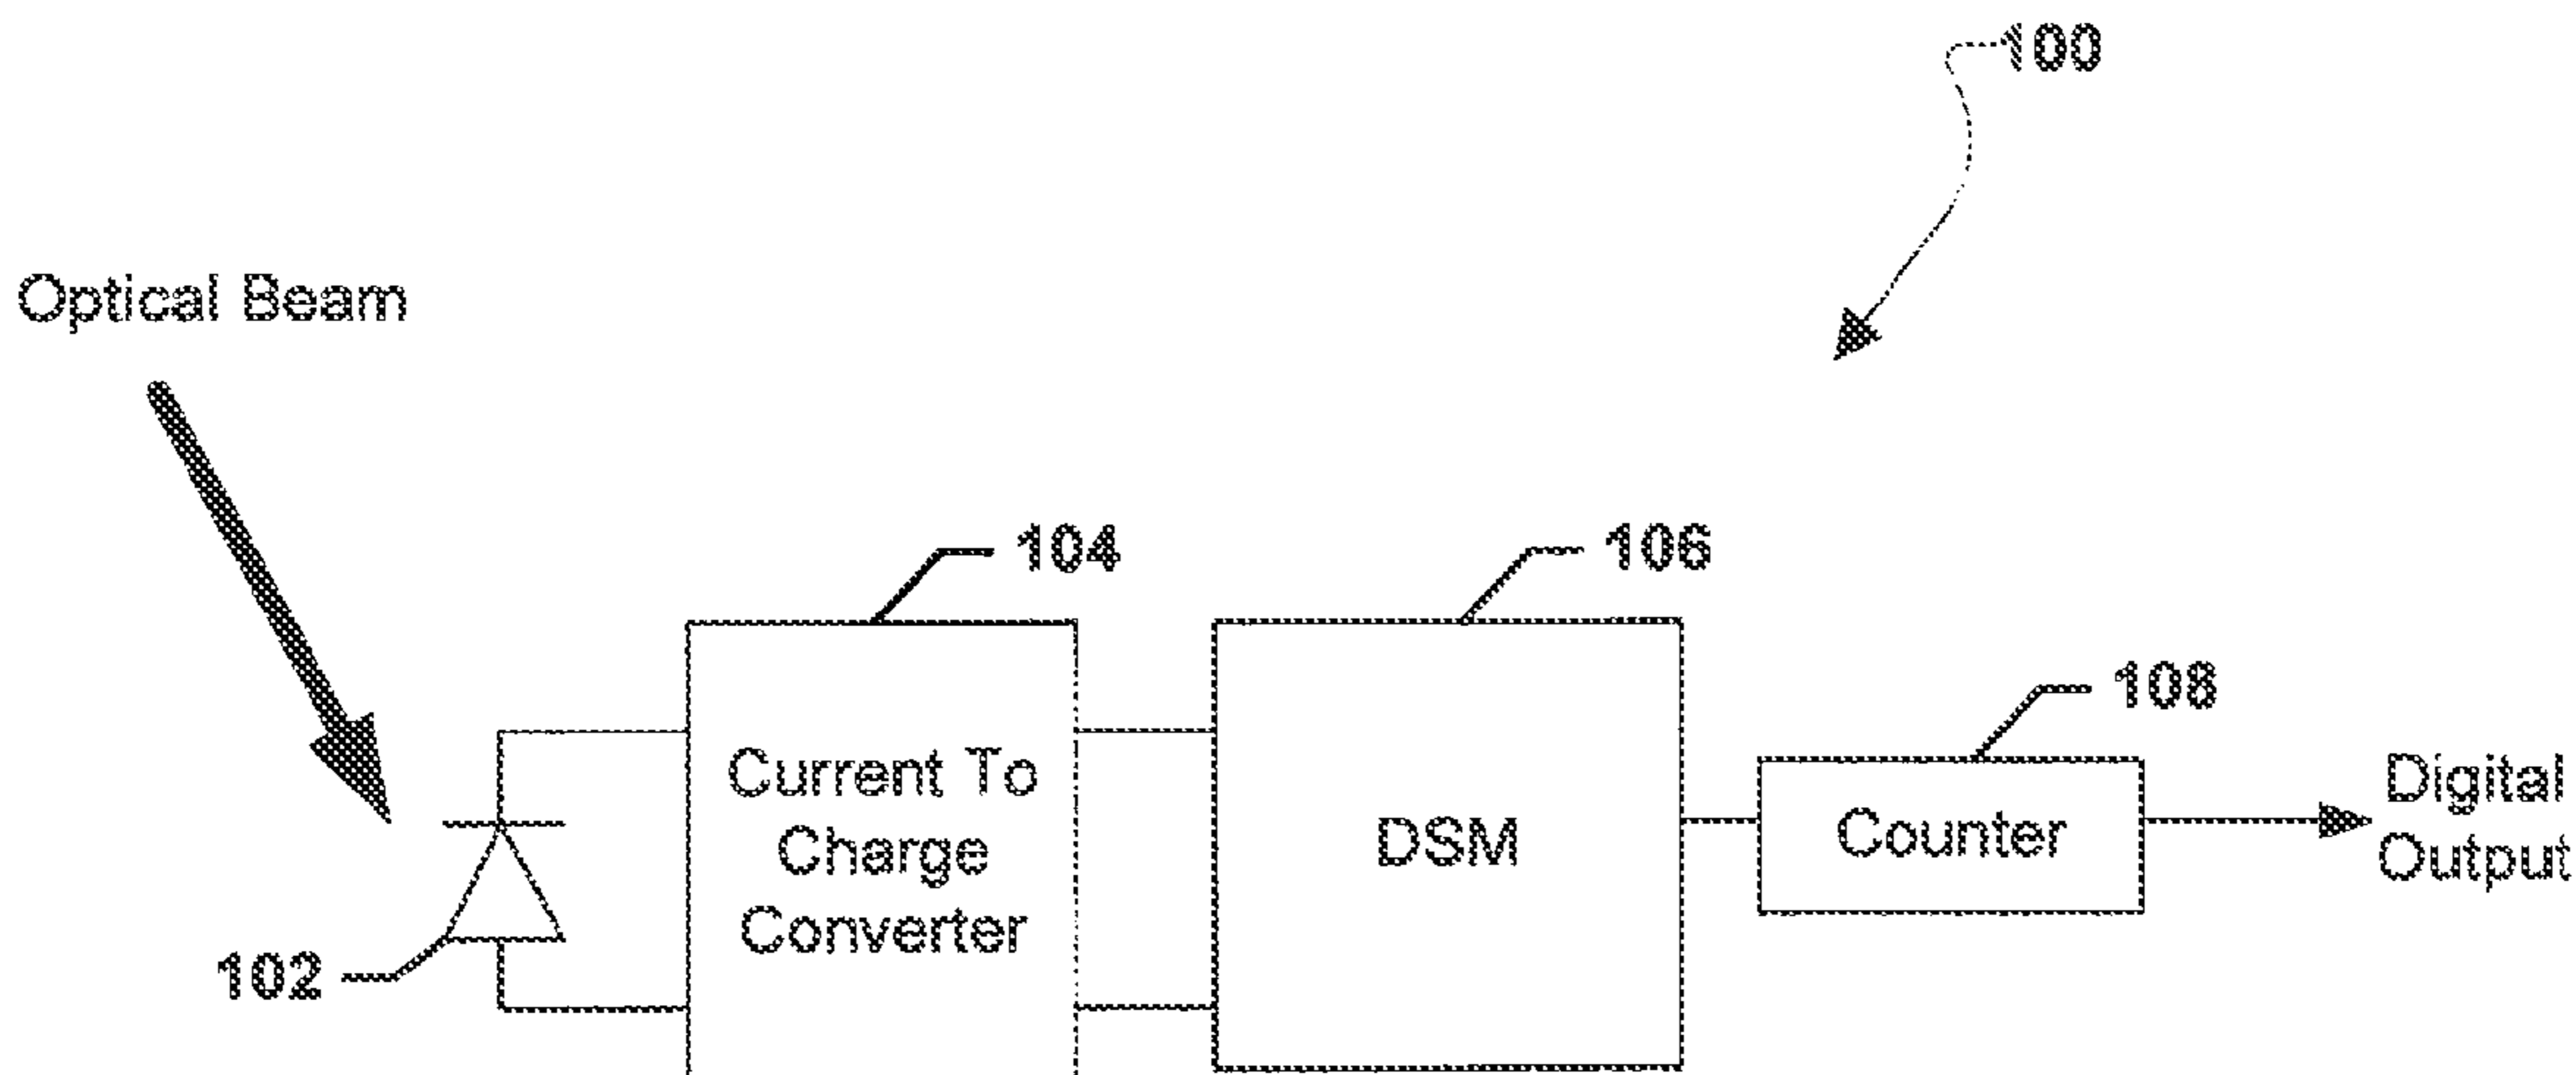 100
Optical Beam
104
106
108
Current To
Charge
Converter
DSM
Counter
Digital
Output
102